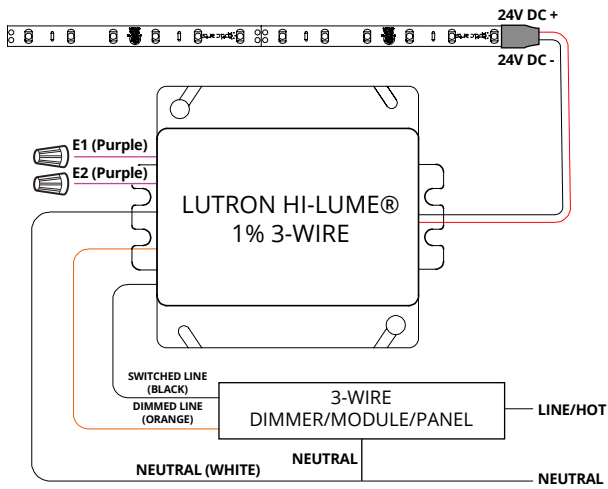 24V DC +
24V DC -
E1 (Purple)
E2 (Purple)
LUTRON HI-LUME®
1% 3-WIRE
SWITCHED LINE
(BLACK)
DIMMED LINE
(ORANGE)
3-WIRE
DIMMER/MODULE/PANEL
LINE/HOT
NEUTRAL
NEUTRAL (WHITE)
NEUTRAL